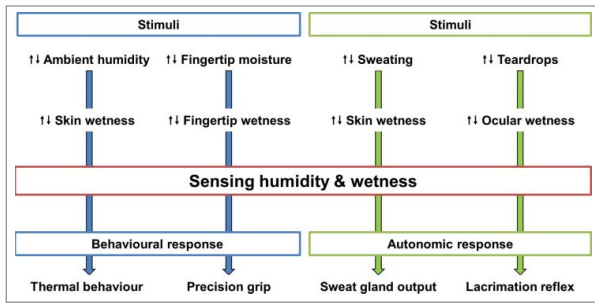 Stimuli Stimuli
↑↓ Ambient humidity ↑↓ Fingertip moisture ↑↓ Sweating ↑↓ Teardrops
↑↓ Skin wetness ↑↓ Fingertip wetness ↑↓ Skin wetness ↑↓ Ocular wetness
Sensing humidity & wetness
Behavioural response Autonomic response
Thermal behaviour Precision grip Sweat gland output Lacrimation reflex